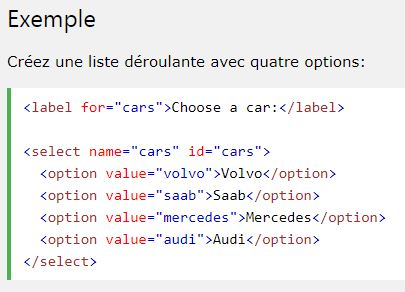 Exemple
Créez une liste déroulante avec quatre options:
<label for="cars">Choose a car:</label>
<select name="cars" id="cars">
<option value="volvo">Volvo</option>
<option value="saab">Saab</option>
<option value="mercedes">Mercedes</option>
<option value="audi">Audi</option>
</select>